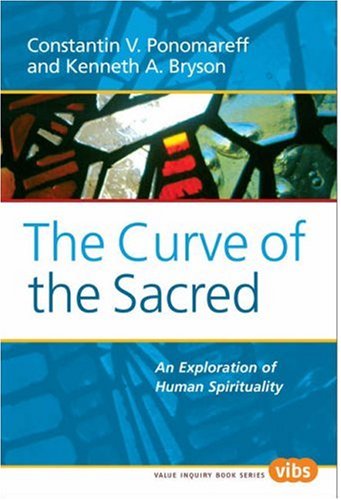 Constantin V. Ponomareff
and Kenneth A. Bryson
The Curve of
the Sacred
An Exploration of
Human Spirituality
VALUE INQUIRY BOOK SERIES
vibs